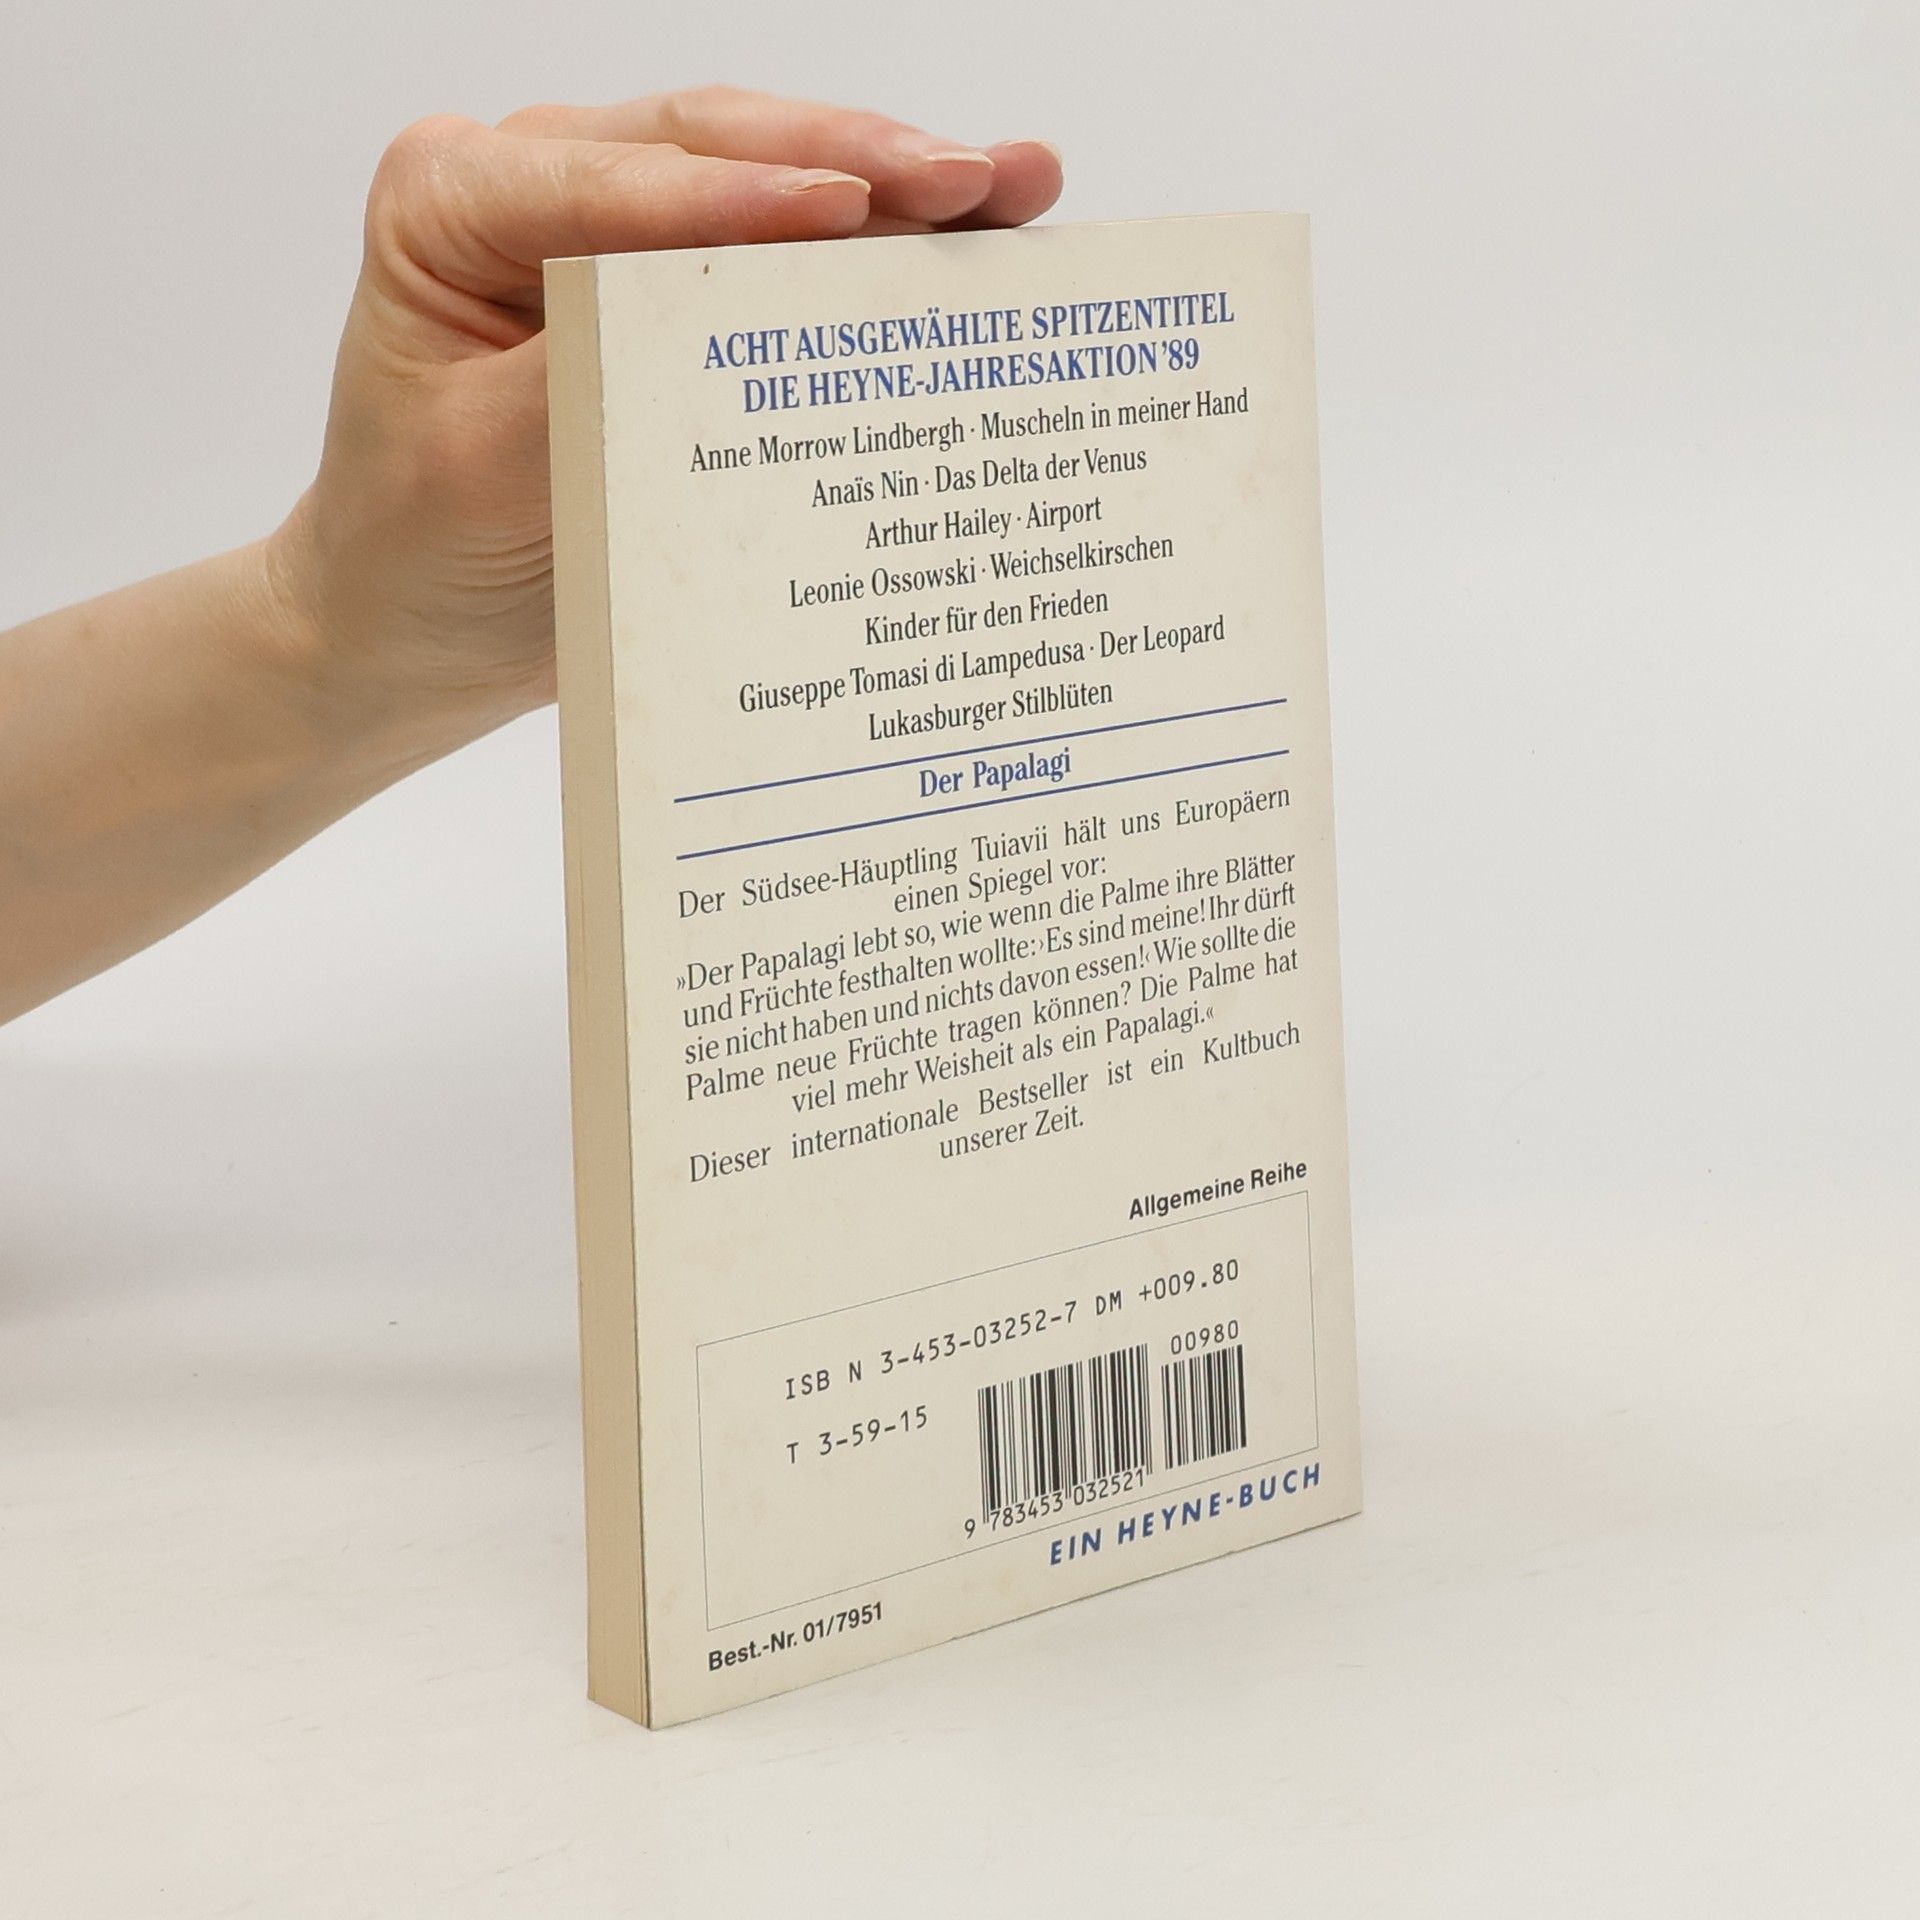 ACHT AUSGEWÄHLTE SPITZENTITEL
DIE HEYNE-JAHRESAKTION '89
Anne Morrow Lindbergh · Muscheln in meiner Hand
Anaïs Nin · Das Delta der Venus
Arthur Hailey · Airport
Leonie Ossowski · Weichselkirschen
Kinder für den Frieden
Giuseppe Tomasi di Lampedusa · Der Leopard
Lukasburger Stilblüten
Der Papalagi
Der Südsee-Häuptling Tuiavii hält uns Europäern
einen Spiegel vor:
»Der Papalagi lebt so, wie wenn die Palme ihre Blätter
und Früchte festhalten wollte: ›Es sind meine! Ihr dürft
sie nicht haben und nichts davon essen!‹ Wie sollte die
Palme neue Früchte tragen können? Die Palme hat
viel mehr Weisheit als ein Papalagi.«
Dieser internationale Bestseller ist ein Kultbuch
unserer Zeit.
Allgemeine Reihe
ISB N 3-453-03252-7 DM +009.80
T 3-59-15
00980
9 783453 032521
EIN HEYNE-BUCH
Best.-Nr. 01/7951